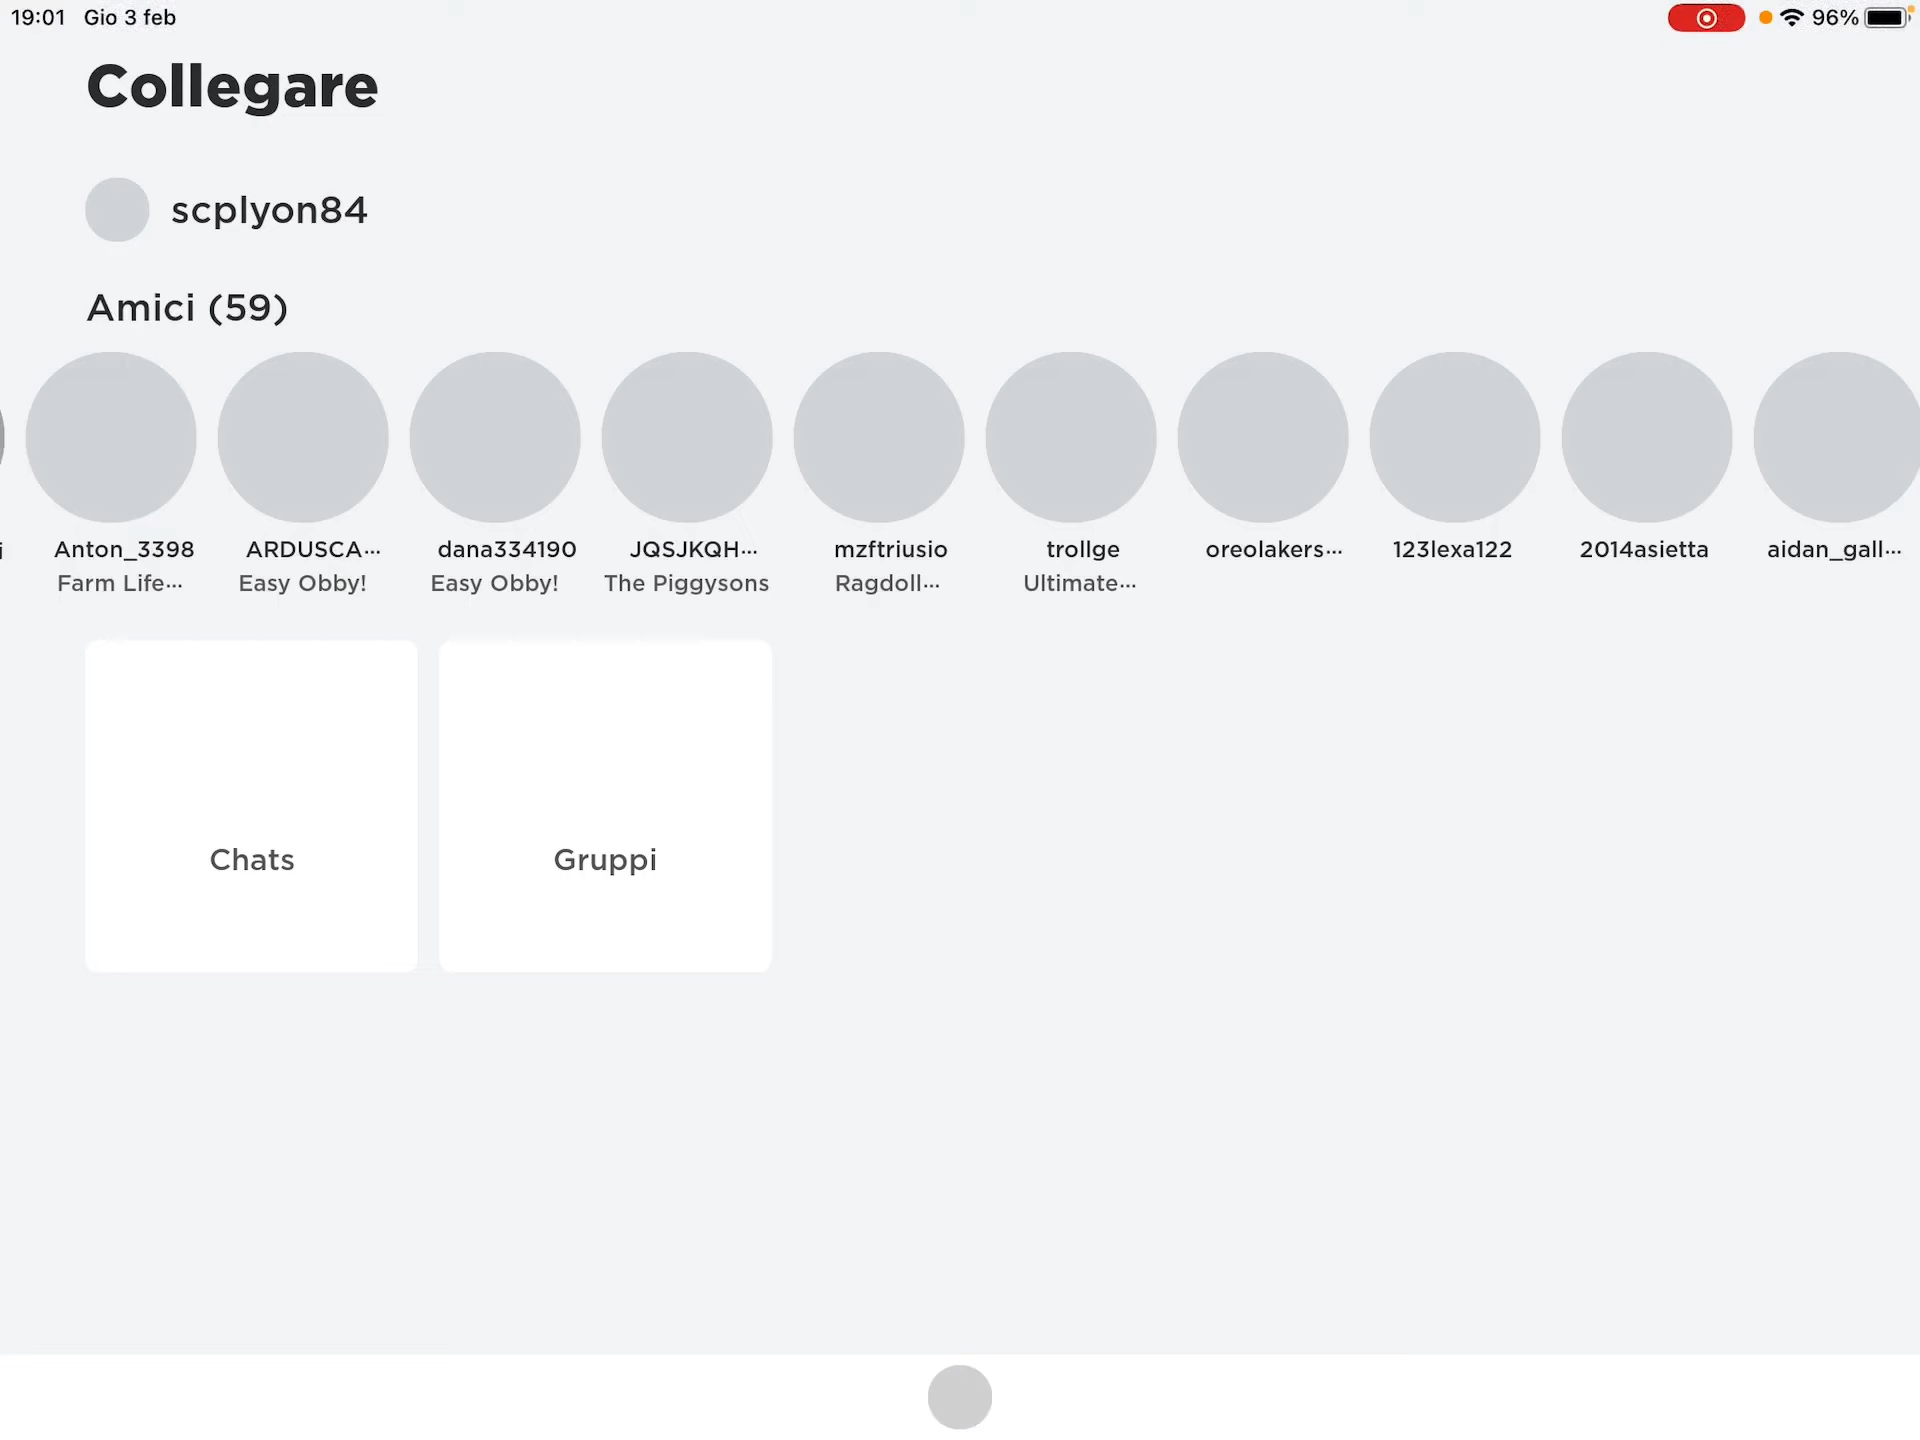 19:01 Gio 3 feb 96%
Collegare
scplyon84
Amici (59)
Anton_3398 ARDUSCA... dana334190 JQSJKQH... mzftriusio trollge oreolakers... 123lexa122 2014asietta aidan_gall...
Farm Life... Easy Obby! Easy Obby! The Piggysons Ragdoll... Ultimate...
Chats Gruppi